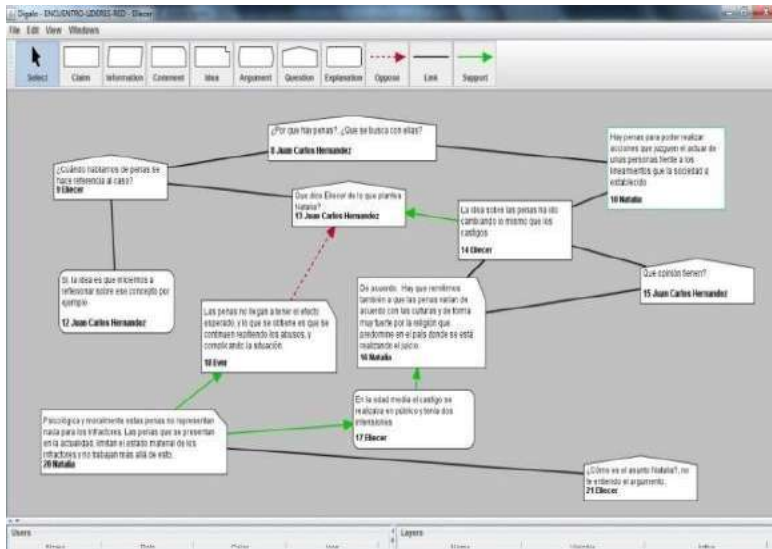 Digalo - ENCUENTRO-LIDERES-RED - Eliecer
File Edit View Windows
Select Claim Information Comment Idea Argument Question Explanation Oppose Link Support
¿Por que hay penas?, ¿Que se busca con ellas?
8 Juan Carlos Hernandez
¿Cuándo hablamos de penas se
hace referencia al caso?
9 Eliecer
Hay penas para poder realizar
acciones que juzguen el actuar de
unas personas frente a los
lineamientos que la sociedad a
establecido
10 Natalia
Que dice Eliecer de lo que plantea
Natalia?
13 Juan Carlos Hernandez
La idea sobre las penas ha ido
cambiando lo mismo que los
castigos
14 Eliecer
Si, la idea es que iniciemos a
reflexionar sobre ese concepto por
ejemplo
12 Juan Carlos Hernandez
Que opinión tienen?
15 Juan Carlos Hernandez
De acuerdo. Hay que remitirnos
también a que las penas varían de
acuerdo con las culturas y de forma
muy fuerte por la religión que
predomine en el país donde se está
realizando el juicio.
16 Natalia
Las penas no llegan a tener el efecto
esperado, y lo que se obtiene es que se
continuen repitiendo los abusos, y
complicando la situación.
18 Ever
En la edad media el castigo se
realizaba en público y tenía dos
intensiones
17 Eliecer
Psicológica y moralmente estas penas no representan
nada para los infractores. Las penas que se presentan
en la actualidad, limitan el estado material de los
infractores y no trabajan más allá de esto.
20 Natalia
¿Cómo es el asunto Natalia?, no
te entiendo el argumento.
21 Eliecer
Users Layers
Name Role Color Name